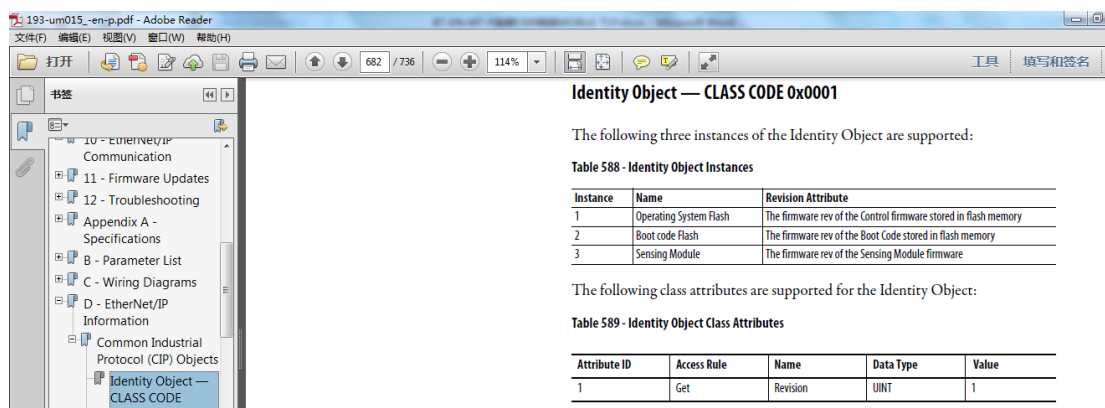 193-um015_-en-p.pdf - Adobe Reader
文件(F) 编辑(E) 视图(V) 窗口(W) 帮助(H)
打开 682 / 736 114% 工具 填写和签名
书签
10 - EtherNet/IP
Communication
11 - Firmware Updates
12 - Troubleshooting
Appendix A -
Specifications
B - Parameter List
C - Wiring Diagrams
D - EtherNet/IP
Information
Common Industrial
Protocol (CIP) Objects
Identity Object —
CLASS CODE
Identity Object — CLASS CODE 0x0001
The following three instances of the Identity Object are supported:
Table 588 - Identity Object Instances
Instance Name Revision Attribute
1 Operating System Flash The firmware rev of the Control firmware stored in flash memory
2 Boot code Flash The firmware rev of the Boot Code stored in flash memory
3 Sensing Module The firmware rev of the Sensing Module firmware
The following class attributes are supported for the Identity Object:
Table 589 - Identity Object Class Attributes
Attribute ID Access Rule Name Data Type Value
1 Get Revision UINT 1